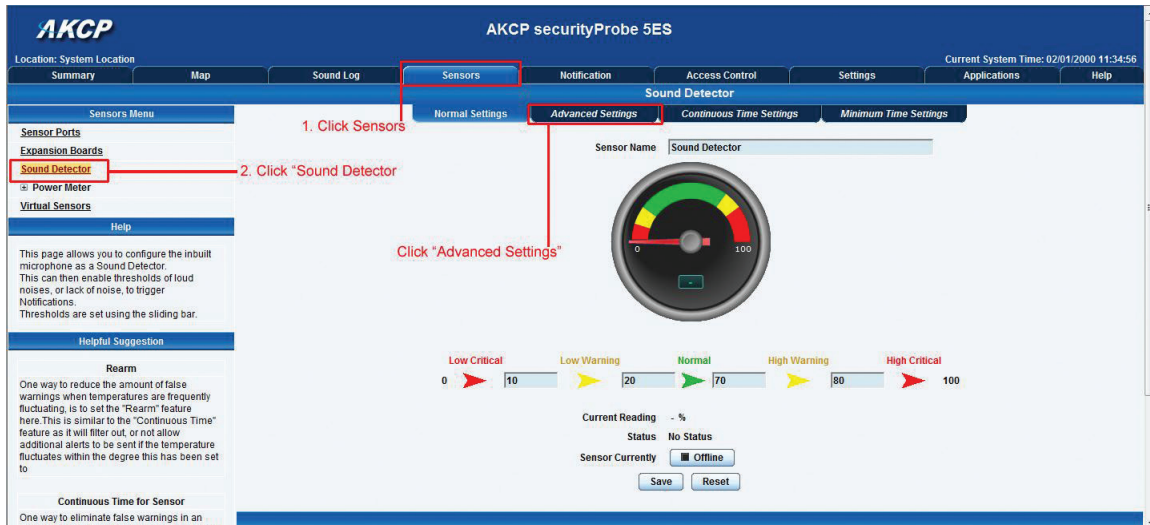 AKCP
AKCP securityProbe 5ES
Location: System Location
Current System Time: 02/01/2000 11:34:56
Summary
Map
Sound Log
Sensors
Notification
Access Control
Settings
Applications
Help
Sound Detector
Sensors Menu
Normal Settings
Advanced Settings
Continuous Time Settings
Minimum Time Settings
1. Click Sensors
Sensor Ports
Expansion Boards
Sound Detector
2. Click "Sound Detector
Power Meter
Virtual Sensors
Sensor Name
Sound Detector
Help
This page allows you to configure the inbuilt
microphone as a Sound Detector.
This can then enable thresholds of loud
noises, or lack of noise, to trigger
Notifications.
Thresholds are set using the sliding bar.
Click "Advanced Settings"
0
100
-
Helpful Suggestion
Rearm
One way to reduce the amount of false
warnings when temperatures are frequently
fluctuating, is to set the "Rearm" feature
here.This is similar to the "Continuous Time"
feature as it will filter out, or not allow
additional alerts to be sent if the temperature
fluctuates within the degree this has been set
to
Continuous Time for Sensor
One way to eliminate false warnings in an
Low Critical
Low Warning
Normal
High Warning
High Critical
0
10
20
70
80
100
Current Reading - %
Status No Status
Sensor Currently Offline
Save
Reset